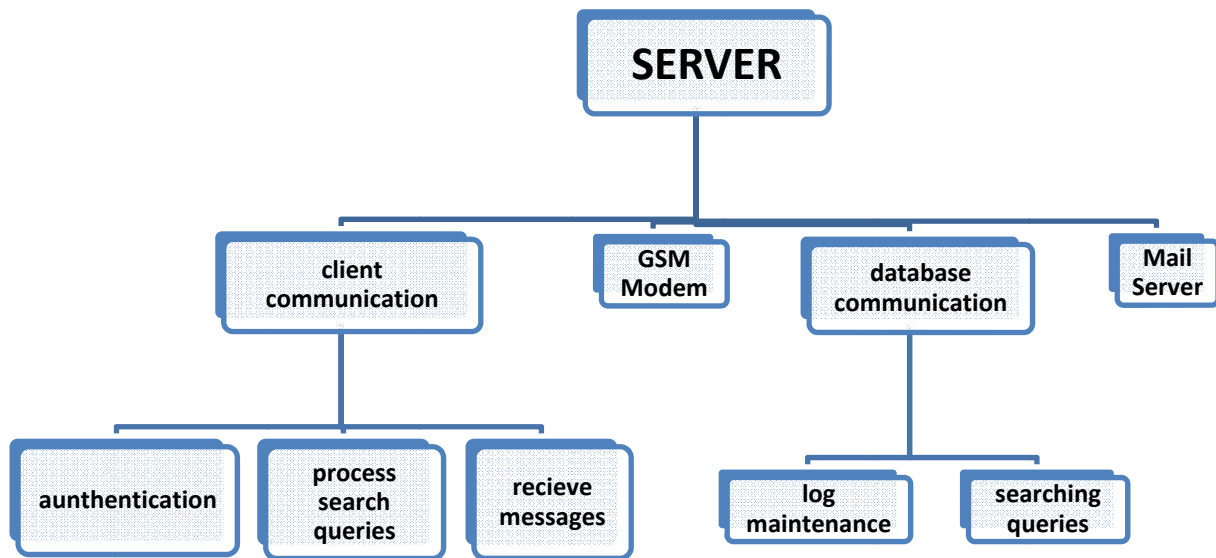 SERVER
client
communication
GSM
Modem
database
communication
Mail
Server
aunthentication
process
search
queries
recieve
messages
log
maintenance
searching
queries